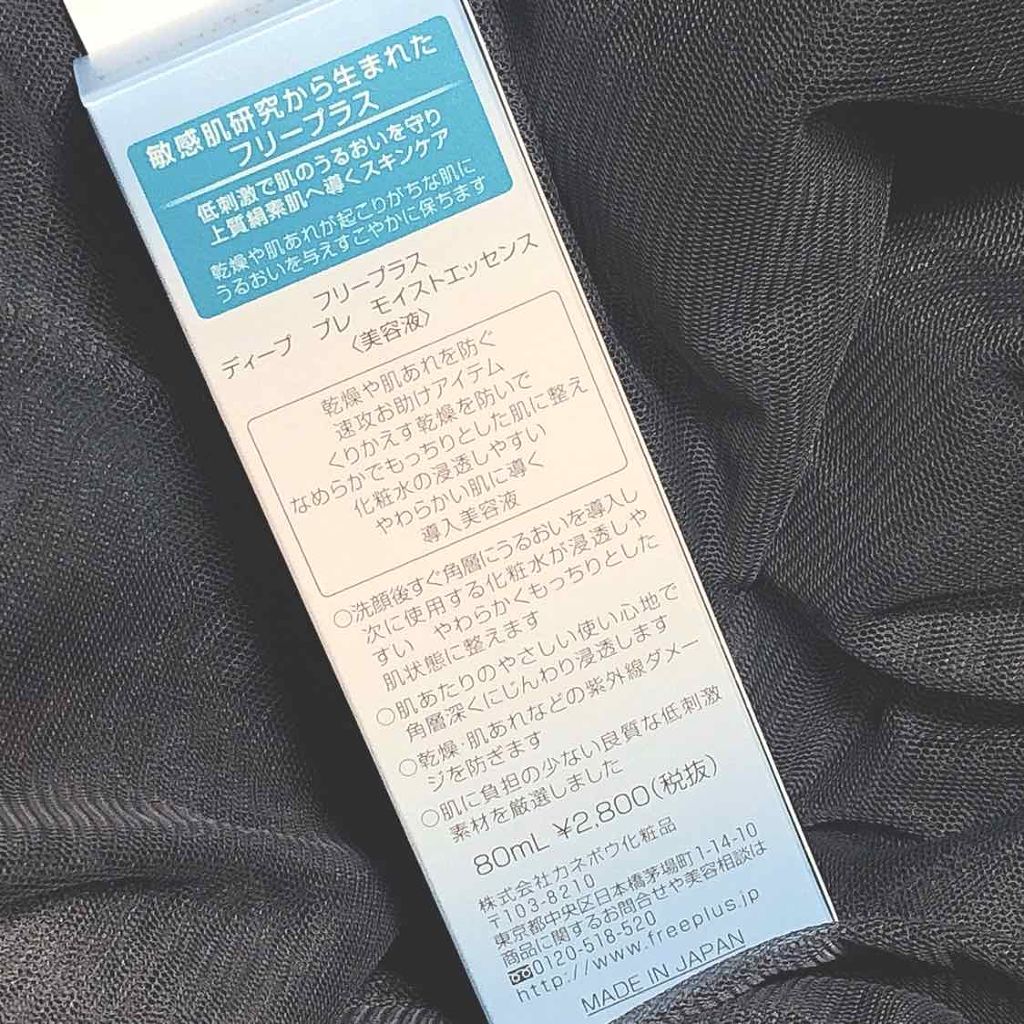 敏感肌研究から生まれた
フリープラス
低刺激で肌のうるおいを守り
上質絹素肌へ導くスキンケア
乾燥や肌あれが起こりがちな肌に
うるおいを与えすこやかに保ちます
フリープラス
ディープ プレ モイストエッセンス
〈美容液〉
乾燥や肌あれを防ぐ
速攻お助けアイテム
くりかえす乾燥を防いで
なめらかでもっちりとした肌に整え
化粧水の浸透しやすい
やわらかい肌に導く
導入美容液
○洗顔後すぐ角層にうるおいを導入し
次に使用する化粧水が浸透しや
すい やわらかくもっちりとした
肌状態に整えます
○肌あたりのやさしい使い心地で
角層深くにじんわり浸透します
○乾燥・肌あれなどの紫外線ダメー
ジを防ぎます
○肌に負担の少ない良質な低刺激
素材を厳選しました
80mL ¥2,800(税抜)
株式会社カネボウ化粧品
〒103-8210
東京都中央区日本橋茅場町1-14-10
商品に関するお問合せや美容相談は
0120-518-520
http://www.freeplus.jp
MADE IN JAPAN